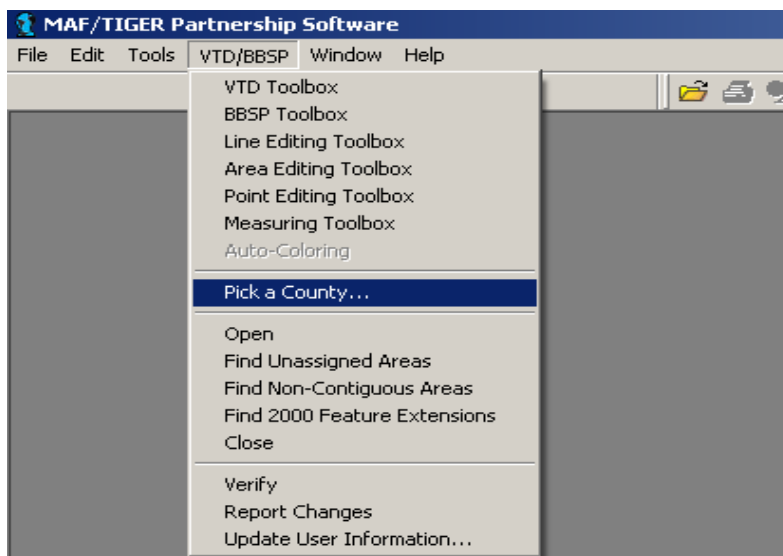 MAF/TIGER Partnership Software
File Edit Tools VTD/BBSP Window Help
VTD Toolbox
BBSP Toolbox
Line Editing Toolbox
Area Editing Toolbox
Point Editing Toolbox
Measuring Toolbox
Auto-Coloring
Pick a County...
Open
Find Unassigned Areas
Find Non-Contiguous Areas
Find 2000 Feature Extensions
Close
Verify
Report Changes
Update User Information...